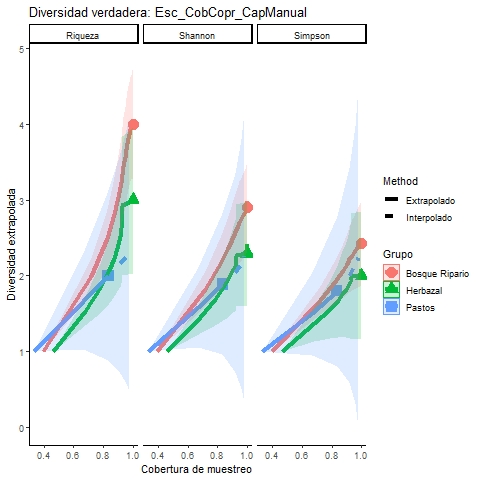 Diversidad verdadera: Esc_CobCopr_CapManual
Riqueza
Shannon
Simpson
5
4
3
2
1
0
Diversidad extrapolada
0.4 0.6 0.8 1.0
0.4 0.6 0.8 1.0
0.4 0.6 0.8 1.0
Cobertura de muestreo
Method
Extrapolado
Interpolado
Grupo
Bosque Ripario
Herbazal
Pastos